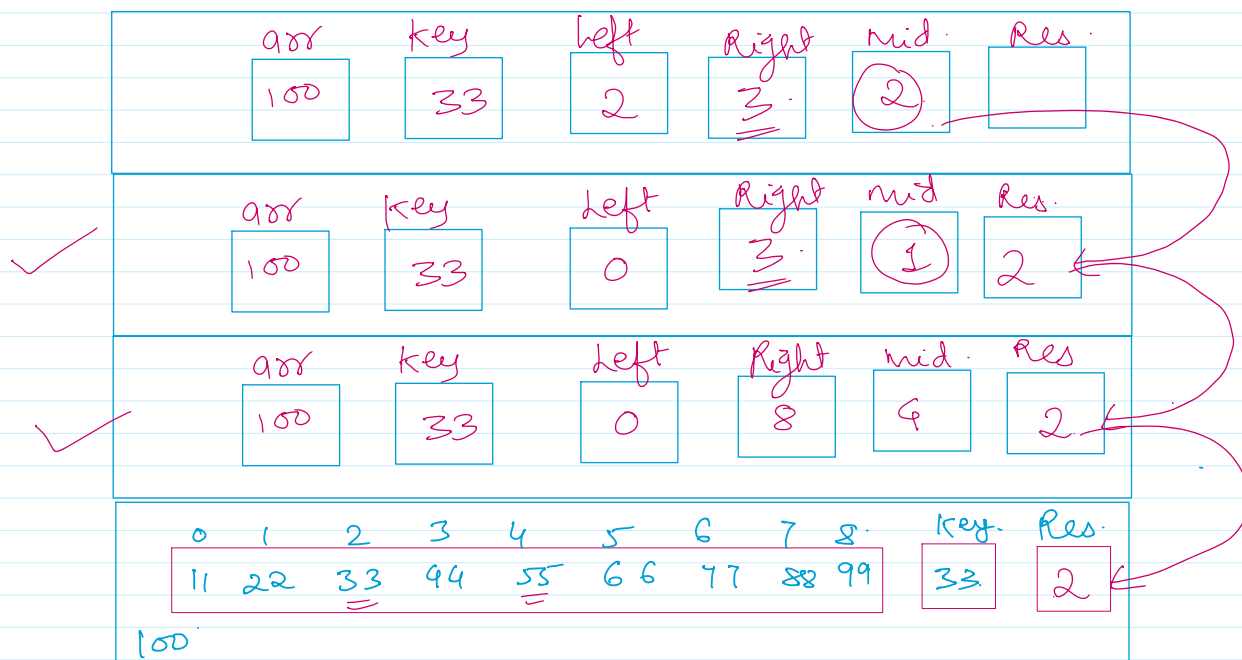 arr key Left Right mid. Res.
100 33 2 3. 2.
arr key Left Right mid Res.
100 33 0 3. 1 2
arr key Left Right mid. Res
100 33 0 8 4 2.
0 1 2 3 4 5 6 7 8. Key. Res.
11 22 33 44 55 66 77 88 99 33 2
100